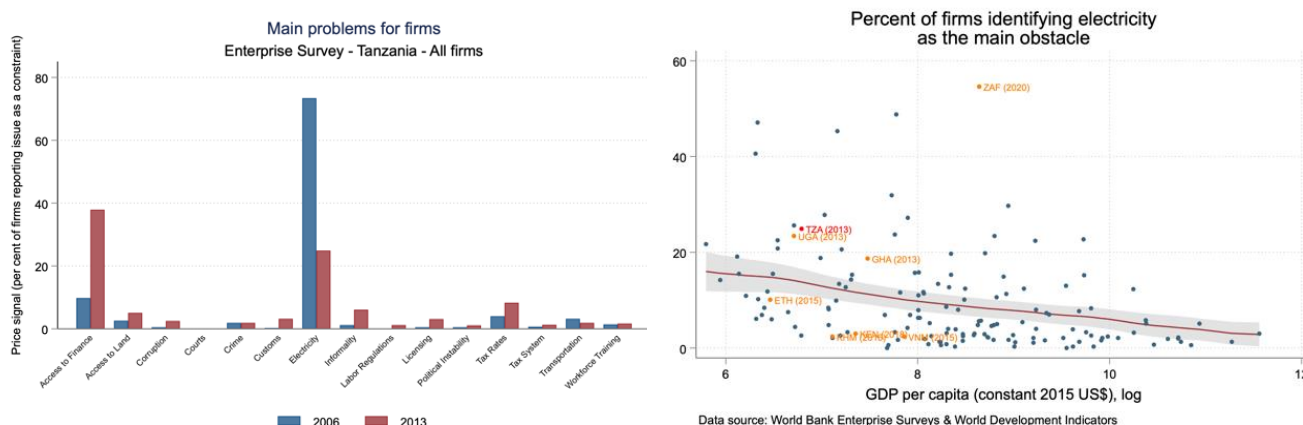 Main problems for firms
Enterprise Survey - Tanzania - All firms
Price signal (per cent of firms reporting issue as a constraint)
80
60
40
20
0
Access to Finance
Access to Land
Corruption
Courts
Crime
Customs
Electricity
Informality
Labor Regulations
Licensing
Political Instability
Tax Rates
Tax System
Transportation
Workforce Training
2006
2013
Percent of firms identifying electricity
as the main obstacle
60
40
20
0
ZAF (2020)
TZA (2013)
UGA (2013)
GHA (2013)
ETH (2015)
VNM (2015)
6
8
10
12
GDP per capita (constant 2015 US$), log
Data source: World Bank Enterprise Surveys & World Development Indicators